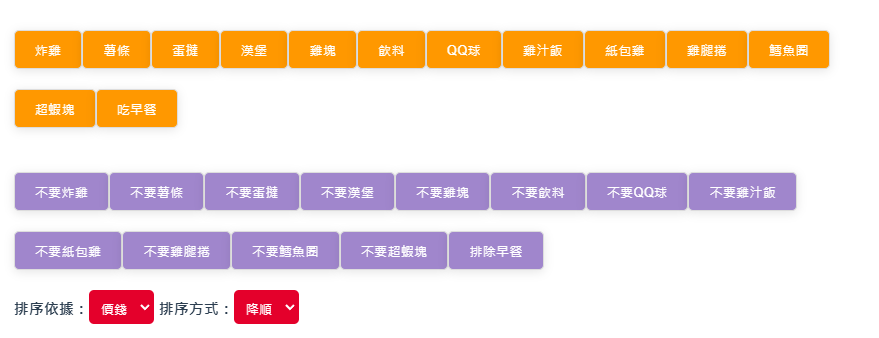 炸雞 薯條 蛋撻 漢堡 雞塊 飲料 QQ球 雞汁飯 紙包雞 雞腿捲 鱈魚圈
超蝦塊 吃早餐
不要炸雞 不要薯條 不要蛋撻 不要漢堡 不要雞塊 不要飲料 不要QQ球 不要雞汁飯
不要紙包雞 不要雞腿捲 不要鱈魚圈 不要超蝦塊 排除早餐
排序依據：價錢 排序方式：降順